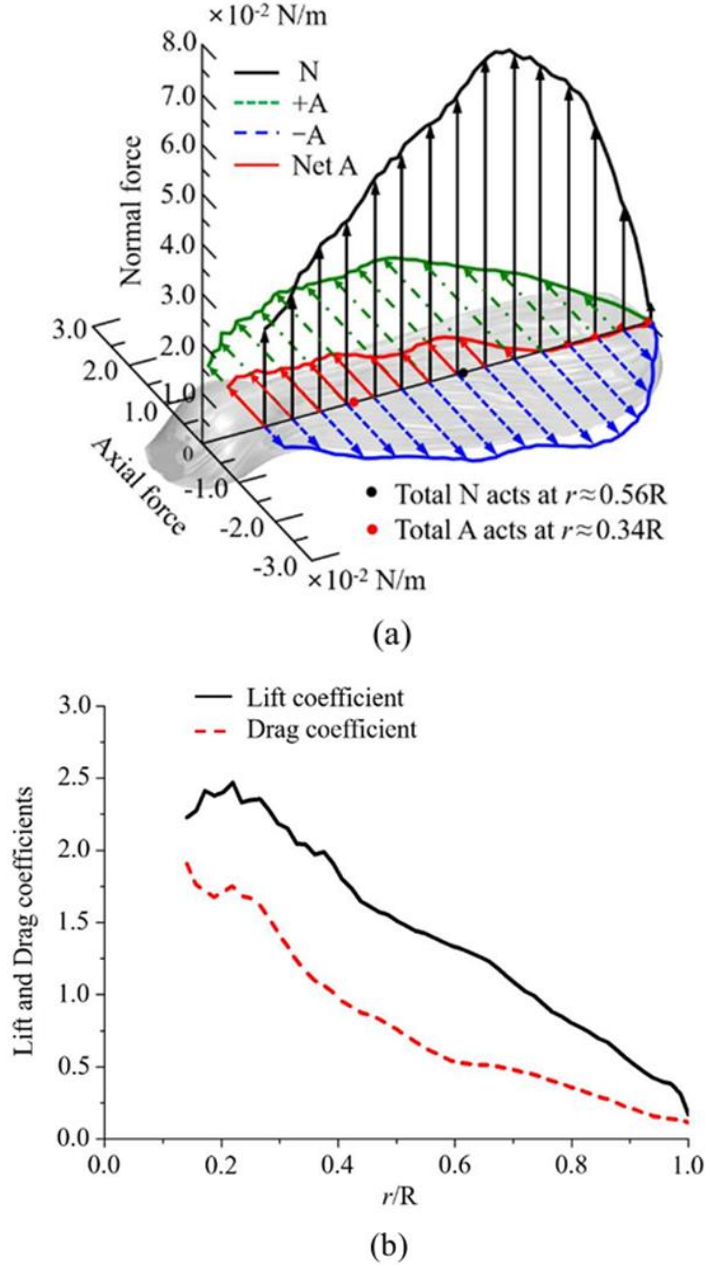 ×10-2 N/m
8.0
7.0
6.0
5.0
4.0
3.0
2.0
1.0
0
Normal force
N
+A
−A
Net A
3.0
2.0
1.0
-1.0
-2.0
-3.0
×10-2 N/m
Axial force
Total N acts at r≈0.56R
Total A acts at r≈0.34R
(a)
Lift coefficient
Drag coefficient
3.0
2.5
2.0
1.5
1.0
0.5
0.0
Lift and Drag coefficients
0.0 0.2 0.4 0.6 0.8 1.0
r/R
(b)